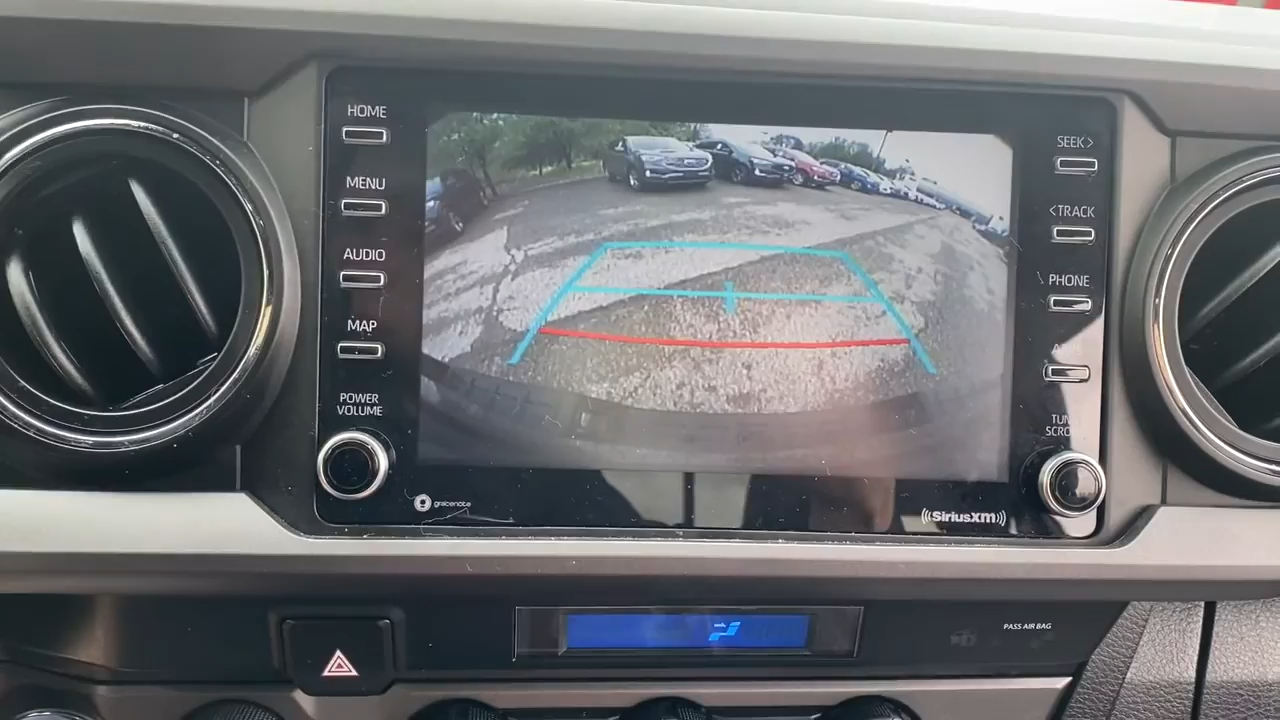 HOME
MENU
AUDIO
MAP
POWER
VOLUME
gracenote
SEEK >
< TRACK
PHONE
SiriusXM
PASS AIR BAG